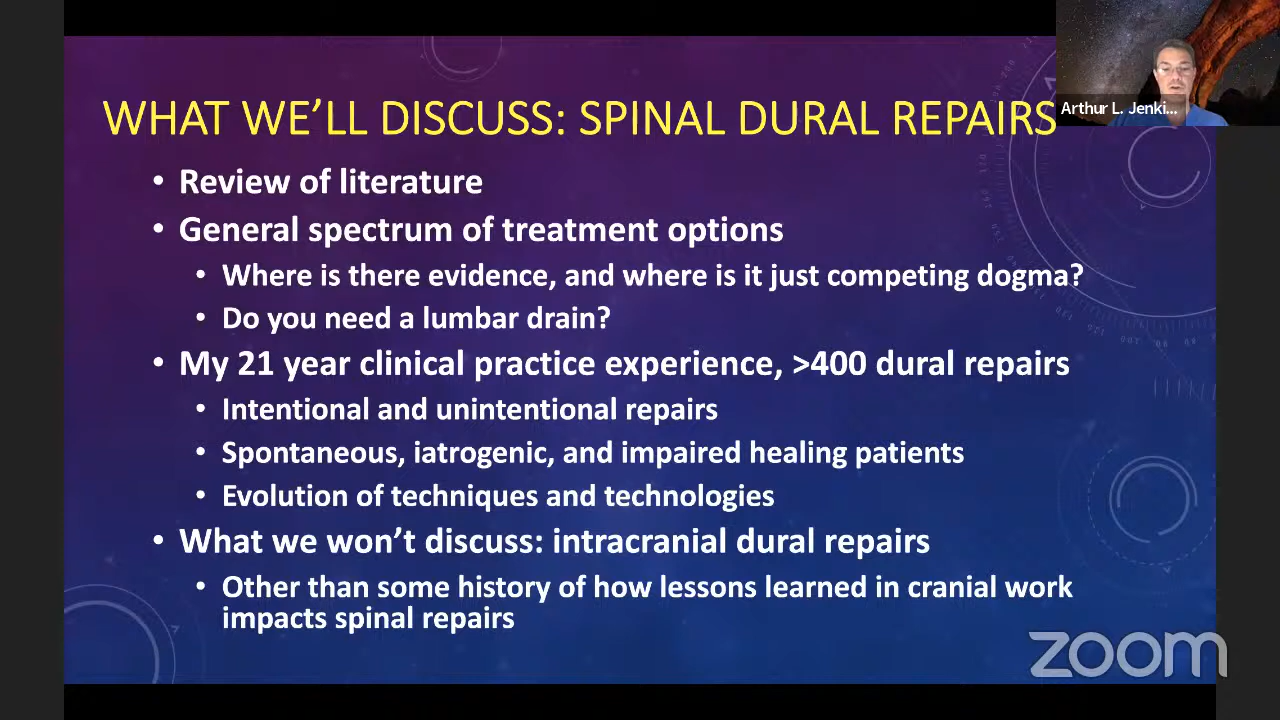 WHAT WE'LL DISCUSS: SPINAL DURAL REPAIRS
Arthur L. Jenki...
• Review of literature
• General spectrum of treatment options
• Where is there evidence, and where is it just competing dogma?
• Do you need a lumbar drain?
• My 21 year clinical practice experience, >400 dural repairs
• Intentional and unintentional repairs
• Spontaneous, iatrogenic, and impaired healing patients
• Evolution of techniques and technologies
• What we won't discuss: intracranial dural repairs
• Other than some history of how lessons learned in cranial work
impacts spinal repairs
zoom